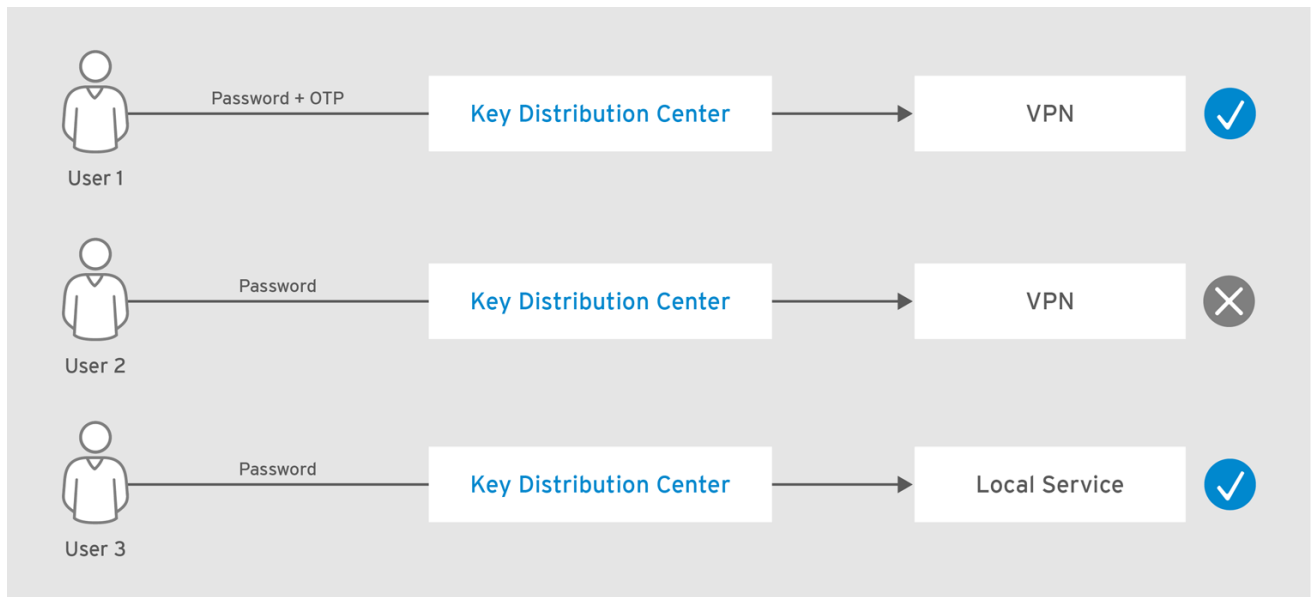 Password + OTP
Key Distribution Center
VPN
User 1
Password
Key Distribution Center
VPN
User 2
Password
Key Distribution Center
Local Service
User 3